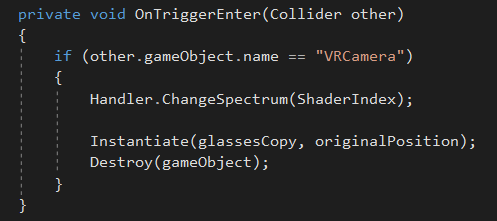 private void OnTriggerEnter(Collider other)
{
    if (other.gameObject.name == "VRCamera")
    {
        Handler.ChangeSpectrum(ShaderIndex);

        Instantiate(glassesCopy, originalPosition);
        Destroy(gameObject);
    }
}